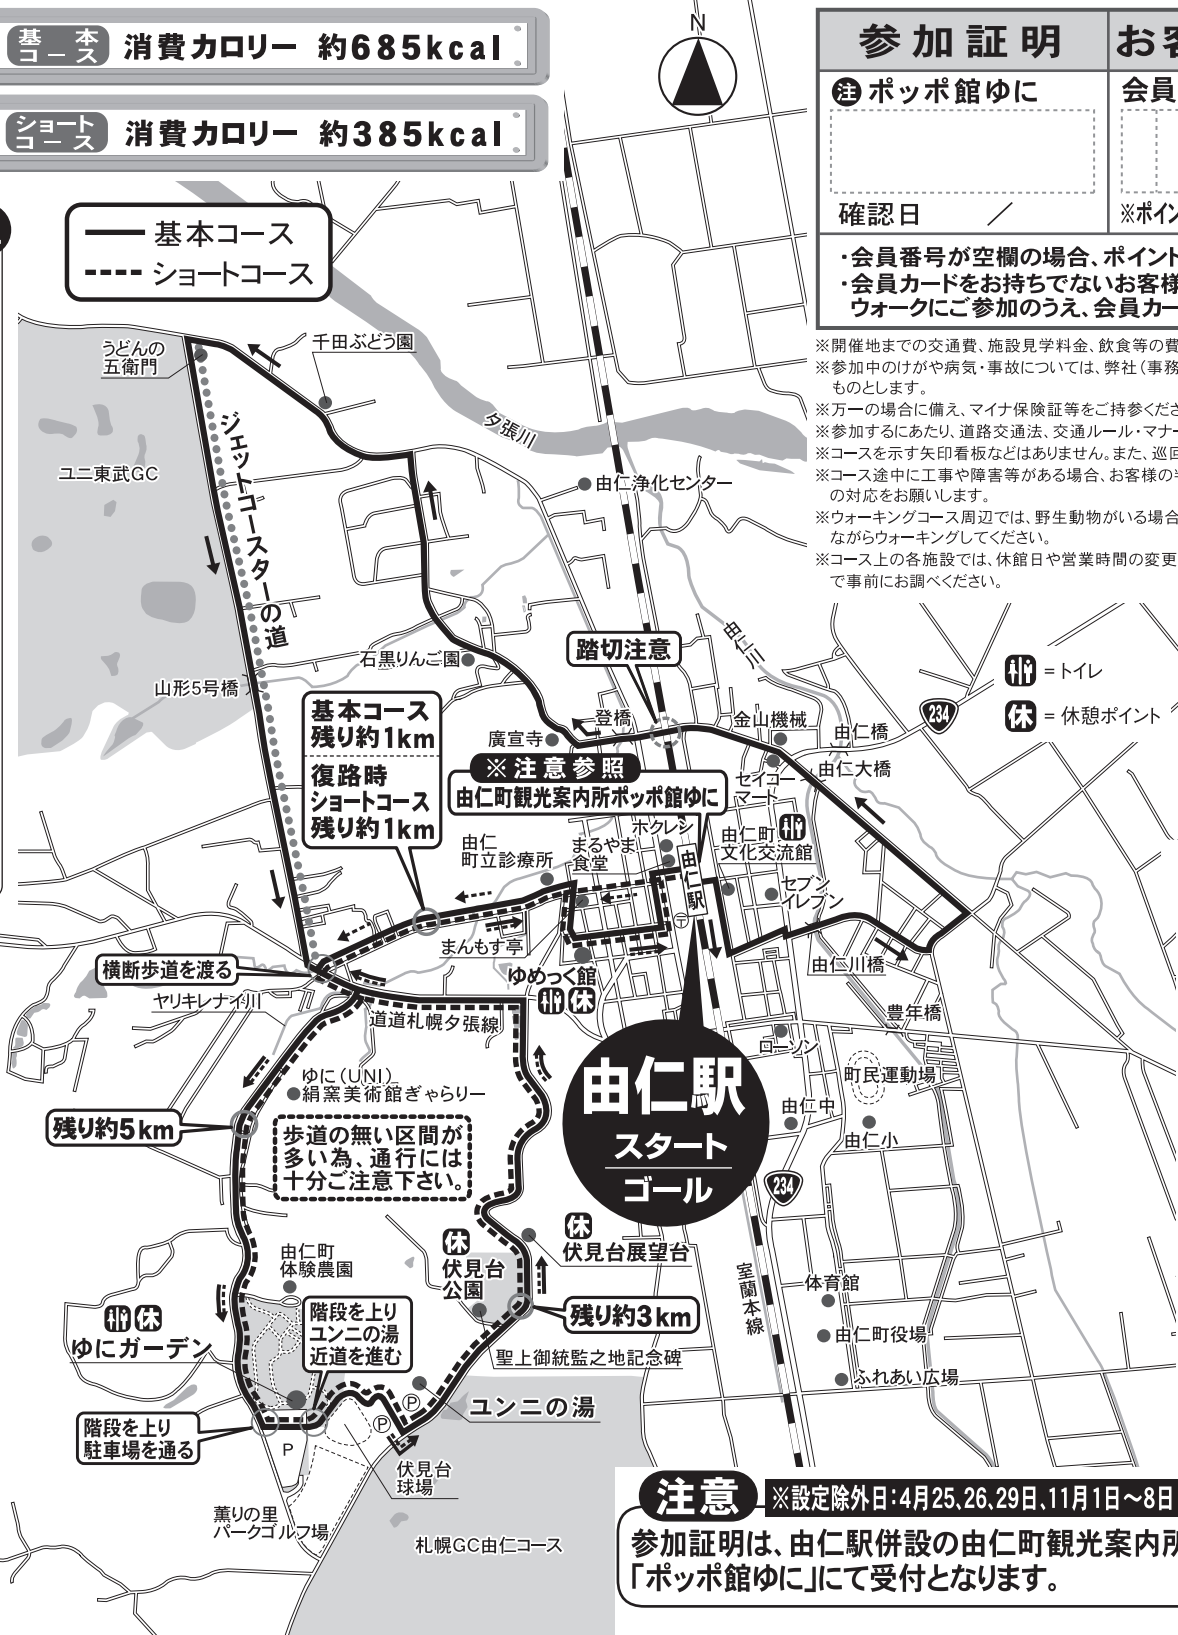 基本コース 消費カロリー 約685kcal
ショートコース 消費カロリー 約385kcal
N
参加証明
お客
注 ポッポ館ゆに
会員
確認日 ／
※ポイン
・会員番号が空欄の場合、ポイント
・会員カードをお持ちでないお客様
ウォークにご参加のうえ、会員カー
※開催地までの交通費、施設見学料金、飲食等の費
※参加中のけがや病気・事故については、弊社（事務
ものとします。
※万一の場合に備え、マイナ保険証等をご持参くださ
※参加するにあたり、道路交通法、交通ルール・マナー
※コースを示す矢印看板などはありません。また、巡回
※コース途中に工事や障害等がある場合、お客様の
の対応をお願いします。
※ウォーキングコース周辺では、野生動物がいる場合
ながらウォーキングしてください。
※コース上の各施設では、休館日や営業時間の変更
で事前にお調べください。
基本コース
ショートコース
うどんの
五衛門
千田ぶどう園
夕張川
ジェットコースターの道
ユニ東武GC
由仁浄化センター
由仁川
踏切注意
石黒りんご園
山形5号橋
= トイレ
休 = 休憩ポイント
234
基本コース
残り約1km
復路時
ショートコース
残り約1km
登橋
廣宣寺
金山機械
由仁橋
由仁大橋
セイコー
マート
※注意参照
由仁町観光案内所ポッポ館ゆに
ホクレン
由仁
町立診療所
まるやま
食堂
由仁駅
由仁町
文化交流館
セブン
イレブン
まんもす亭
横断歩道を渡る
ゆめっく館
休
由仁川橋
ヤリキレナイ川
道道札幌夕張線
豊年橋
ローソン
町民運動場
ゆに（UNI）
絹窯美術館ぎゃらりー
由仁駅
スタート
ゴール
由仁中
由仁小
残り約5km
歩道の無い区間が
多い為、通行には
十分ご注意下さい。
234
休
伏見台展望台
休
伏見台
公園
由仁町
体験農園
室蘭本線
体育館
休
ゆにガーデン
階段を上り
ユンニの湯
近道を進む
残り約3km
由仁町役場
聖上御統監之地記念碑
ふれあい広場
ユンニの湯
階段を上り
駐車場を通る
P
P
P
伏見台
球場
薫りの里
パークゴルフ場
札幌GC由仁コース
注意 ※設定除外日：4月25、26、29日、11月1日～8日
参加証明は、由仁駅併設の由仁町観光案内所
「ポッポ館ゆに」にて受付となります。